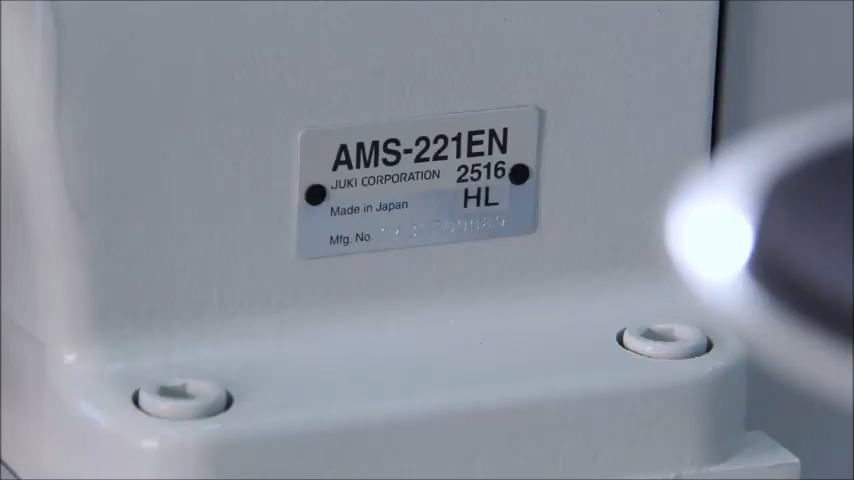 AMS-221EN
JUKI CORPORATION 2516
Made in Japan HL
Mfg. No.